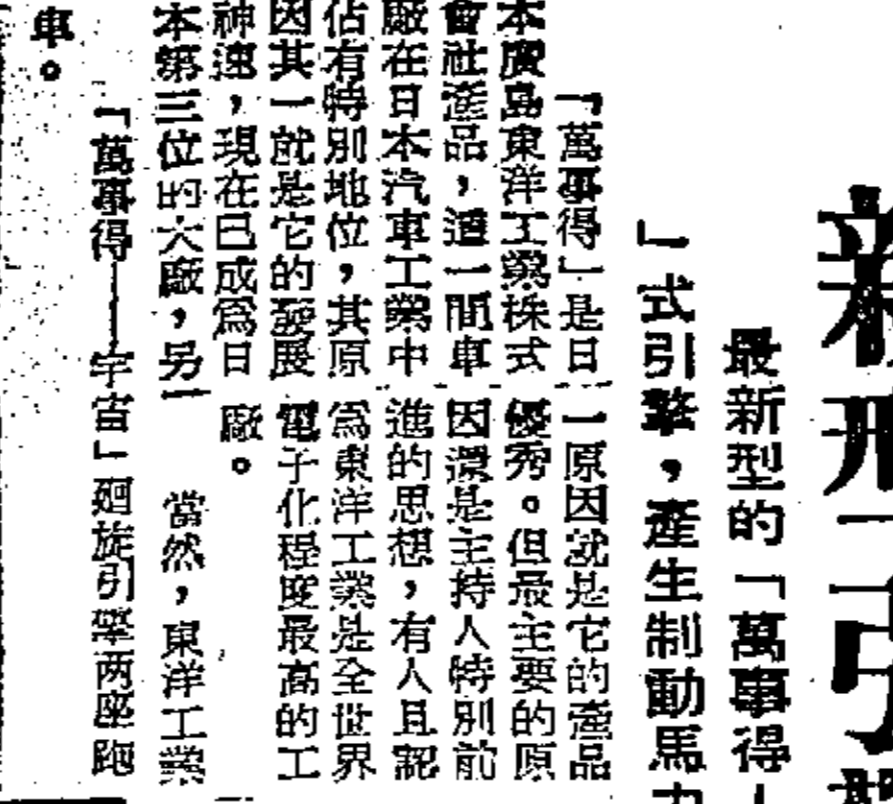 最新型的「萬事得
」式引擎,產生制動馬
「萬事得」是日
本廣島東洋工業株式
會社產品,這一間車
廠在日本汽車工業中
佔有特別地位,其原
因其一就是它的發展
神速,現在已成爲日
本第三位的大廠,另
一原因就是它的產品
優秀。但最主要的原
因還是主持人特別前
進的思想,有人且認
爲東洋工業是全世界
電子化程度最高的工
廠。
當然,東洋工業
「萬事得——宇宙」廻旋引擎两座跑
車。